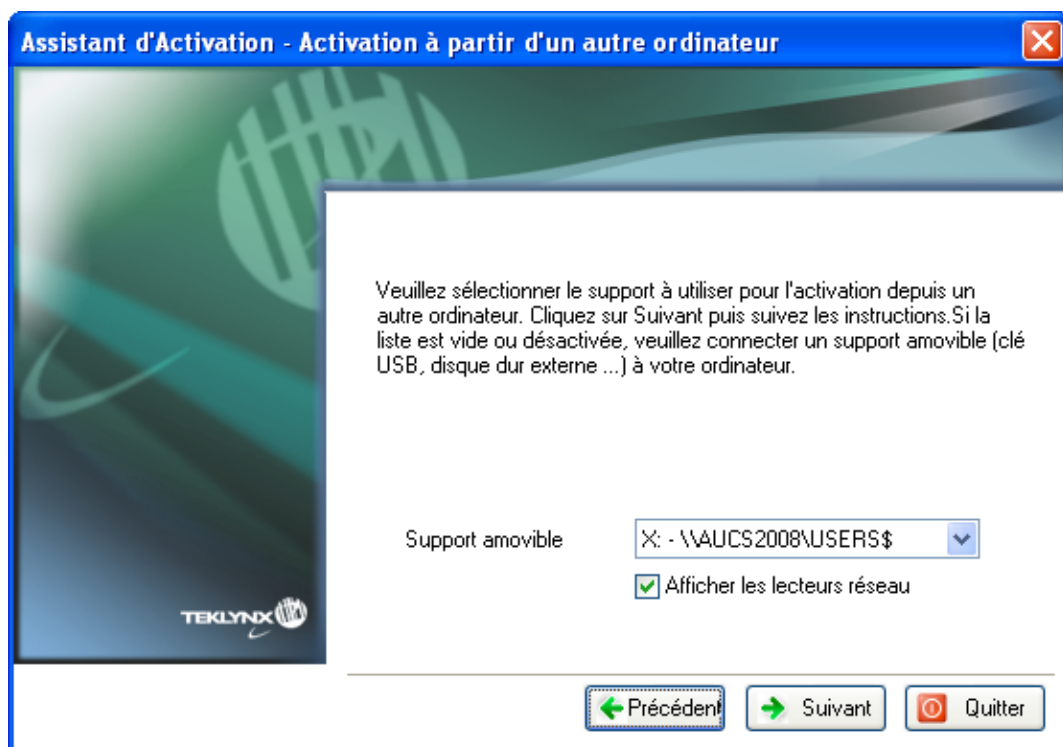 Assistant d'Activation - Activation à partir d'un autre ordinateur
Veuillez sélectionner le support à utiliser pour l'activation depuis un
autre ordinateur. Cliquez sur Suivant puis suivez les instructions.Si la
liste est vide ou désactivée, veuillez connecter un support amovible (clé
USB, disque dur externe ...) à votre ordinateur.
Support amovible
X: - \\AUCS2008\USERS$
Afficher les lecteurs réseau
TEKLYNX
Précédent
Suivant
Quitter